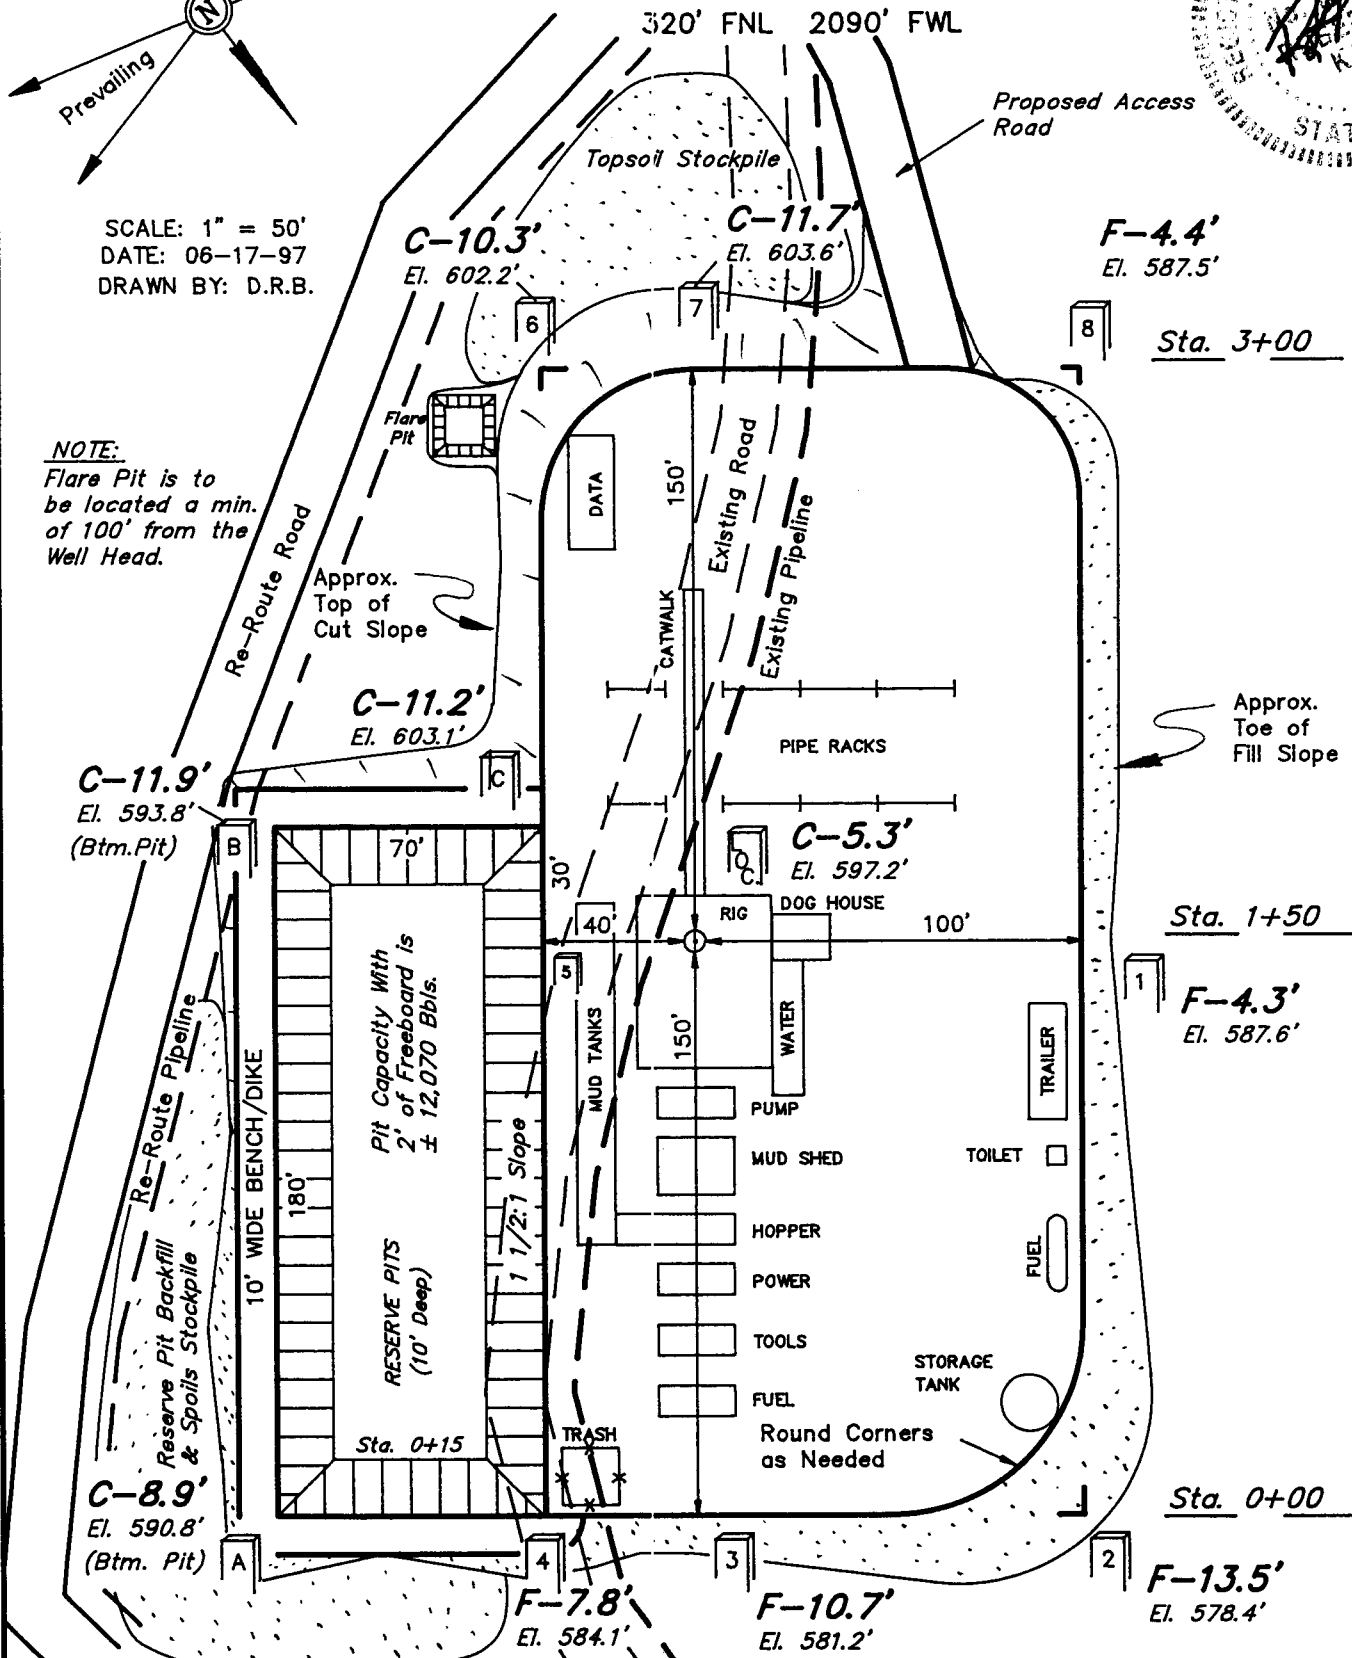 320' FNL 2090' FWL
N
Prevailing
STAT
Proposed Access
Road
Topsoil Stockpile
SCALE: 1" = 50'
DATE: 06-17-97
DRAWN BY: D.R.B.
C-10.3'
El. 602.2'
C-11.7'
El. 603.6'
F-4.4'
El. 587.5'
6
7
8
Sta. 3+00
Flare
Pit
NOTE:
Flare Pit is to
be located a min.
of 100' from the
Well Head.
DATA
150'
Existing Road
Existing Pipeline
Re-Route Road
Approx.
Top of
Cut Slope
CATWALK
C-11.2'
El. 603.1'
Approx.
Toe of
Fill Slope
PIPE RACKS
C
C-11.9'
El. 593.8'
(Btm.Pit)
B
70'
30'
LOC.
C-5.3'
El. 597.2'
DOG HOUSE
RIG
40'
100'
Sta. 1+50
5
1
F-4.3'
El. 587.6'
Pit Capacity With
2' of Freeboard is
± 12,070 Bbls.
MUD TANKS
150'
WATER
TRAILER
Re-Route Pipeline
10' WIDE BENCH/DIKE
PUMP
MUD SHED
TOILET
180'
1 1/2:1 Slope
HOPPER
FUEL
Reserve Pit Backfill
& Spoils Stockpile
RESERVE PITS
(10' Deep)
POWER
TOOLS
STORAGE
TANK
FUEL
TRASH
Round Corners
as Needed
Sta. 0+15
C-8.9'
El. 590.8'
(Btm. Pit)
Sta. 0+00
A
4
3
2
F-7.8'
El. 584.1'
F-10.7'
El. 581.2'
F-13.5'
El. 578.4'